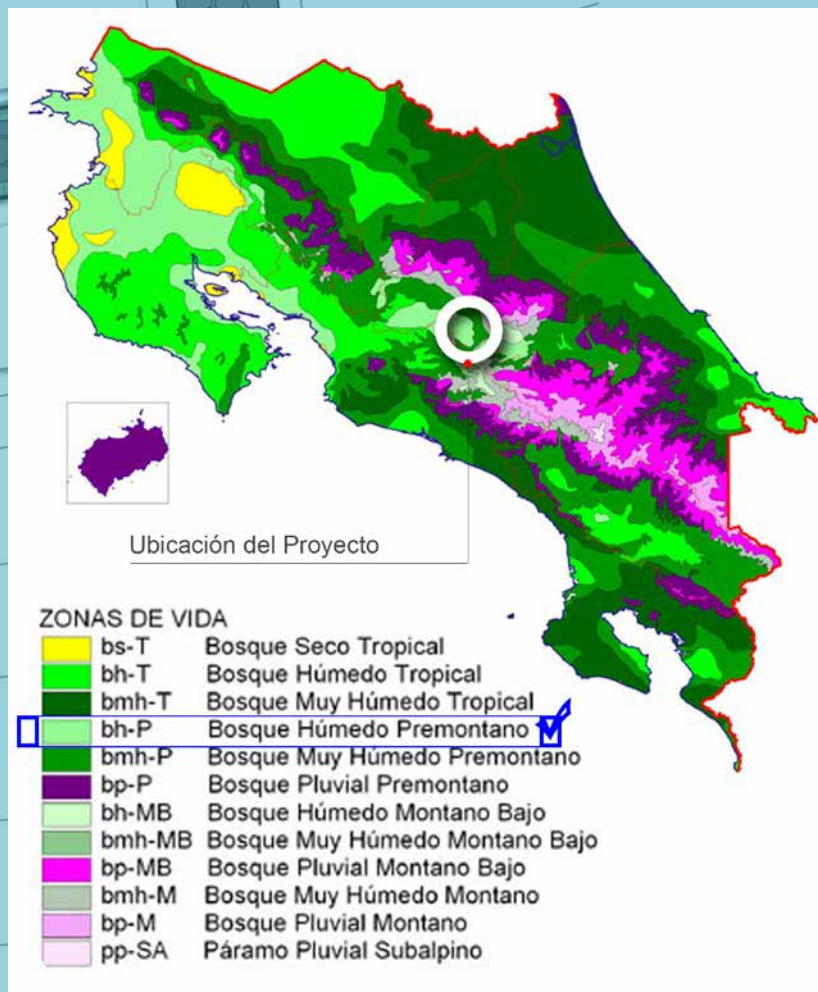 Ubicación del Proyecto
ZONAS DE VIDA
bs-T Bosque Seco Tropical
bh-T Bosque Húmedo Tropical
bmh-T Bosque Muy Húmedo Tropical
bh-P Bosque Húmedo Premontano
bmh-P Bosque Muy Húmedo Premontano
bp-P Bosque Pluvial Premontano
bh-MB Bosque Húmedo Montano Bajo
bmh-MB Bosque Muy Húmedo Montano Bajo
bp-MB Bosque Pluvial Montano Bajo
bmh-M Bosque Muy Húmedo Montano
bp-M Bosque Pluvial Montano
pp-SA Páramo Pluvial Subalpino